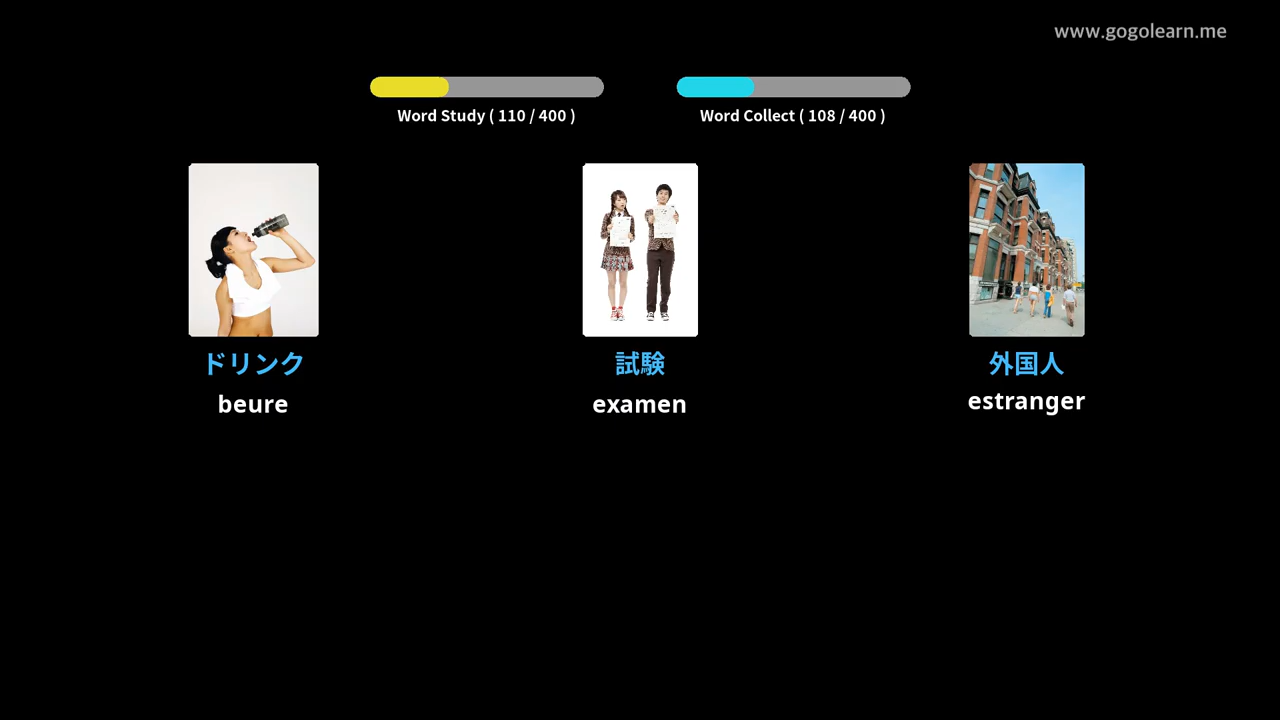 www.gogolearn.me
Word Study ( 110 / 400 )
Word Collect ( 108 / 400 )
ドリンク
beure
試験
examen
外国人
estranger